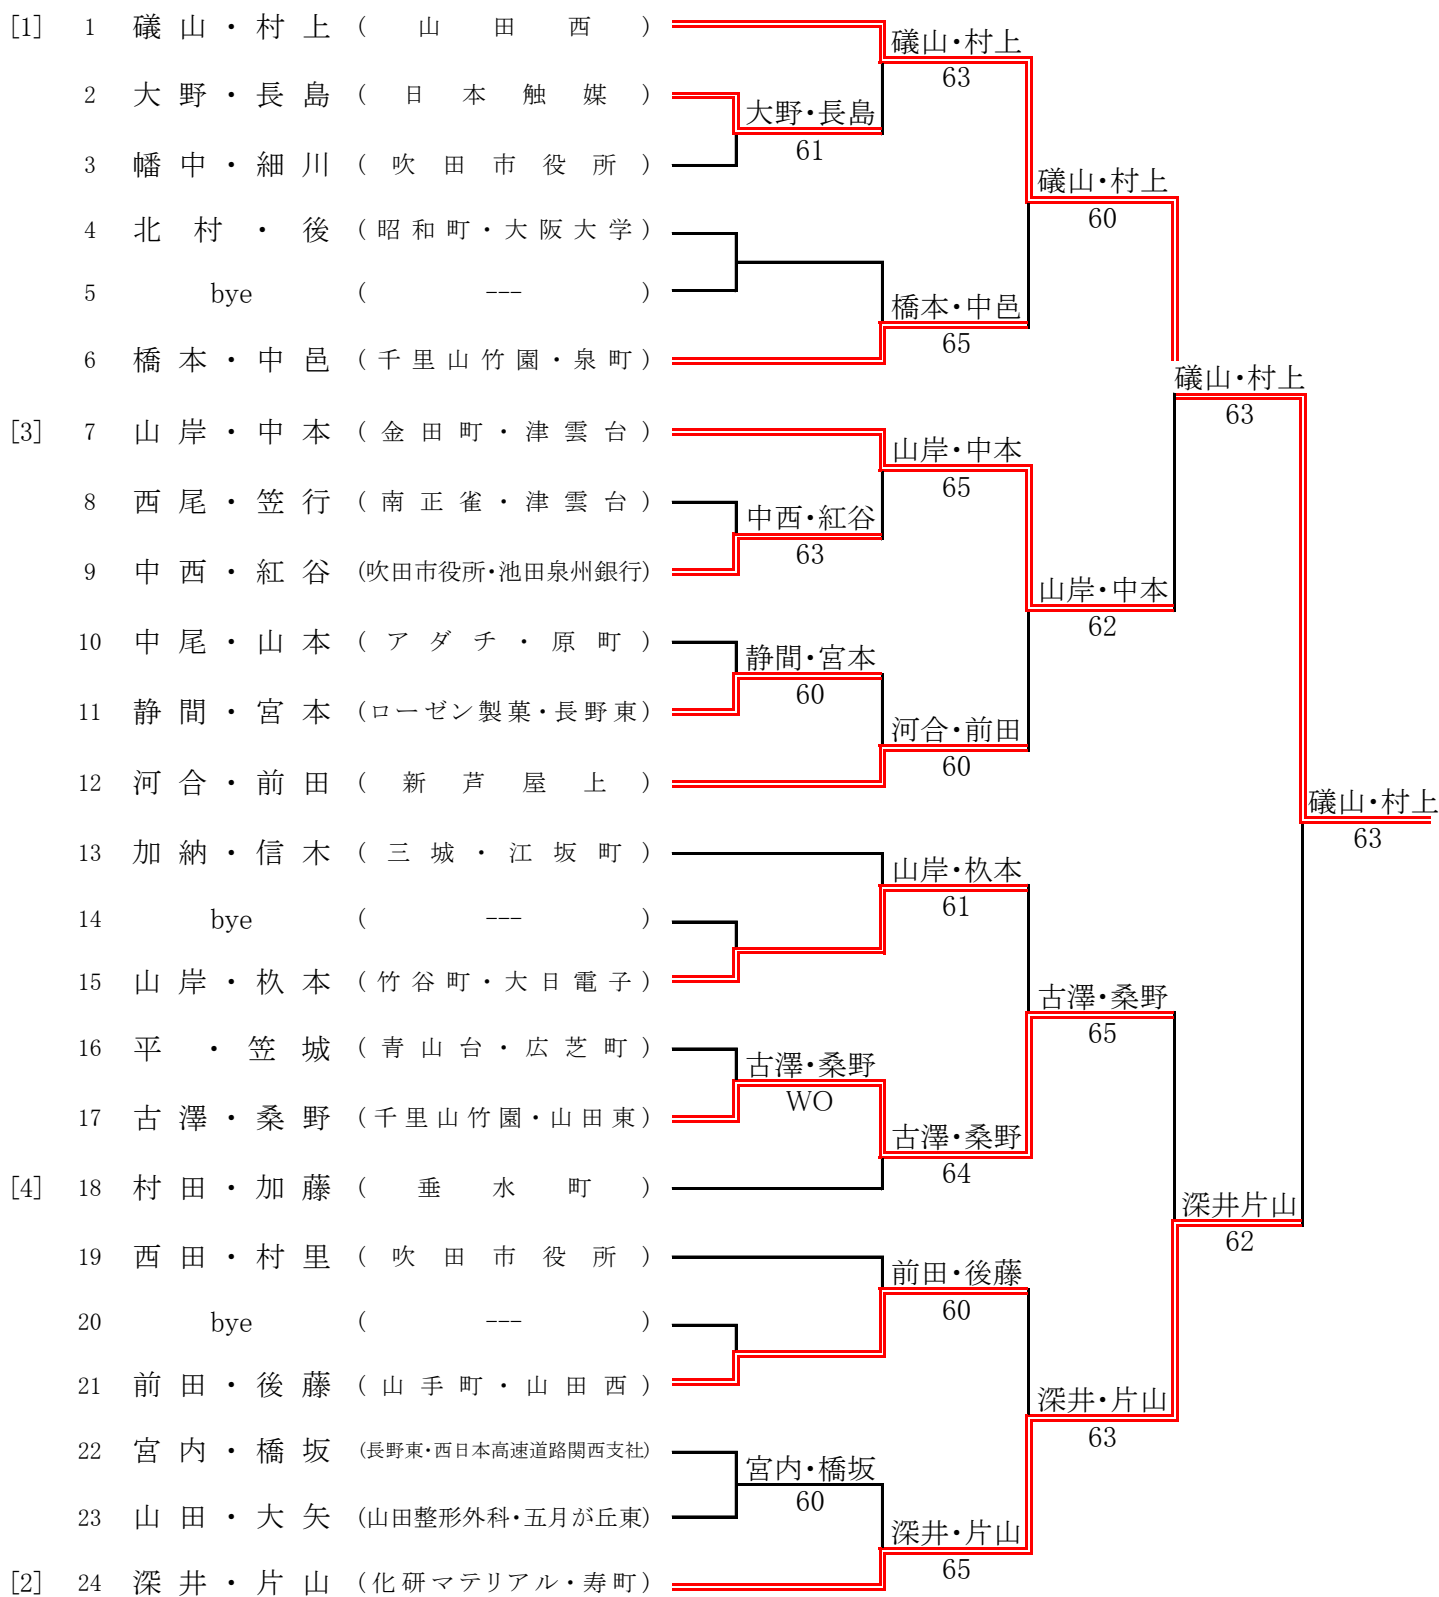 [1] 1 礒山・村上 (山田西)
2 大野・長島 (日本触媒)
3 幡中・細川 (吹田市役所)
4 北村・後 (昭和町・大阪大学)
5 bye (---)
6 橋本・中邑 (千里山竹園・泉町)
[3] 7 山岸・中本 (金田町・津雲台)
8 西尾・笠行 (南正雀・津雲台)
9 中西・紅谷 (吹田市役所・池田泉州銀行)
10 中尾・山本 (アダチ・原町)
11 静間・宮本 (ローゼン製菓・長野東)
12 河合・前田 (新芦屋上)
13 加納・信木 (三城・江坂町)
14 bye (---)
15 山岸・杦本 (竹谷町・大日電子)
16 平・笠城 (青山台・広芝町)
17 古澤・桑野 (千里山竹園・山田東)
[4] 18 村田・加藤 (垂水町)
19 西田・村里 (吹田市役所)
20 bye (---)
21 前田・後藤 (山手町・山田西)
22 宮内・橋坂 (長野東・西日本高速道路関西支社)
23 山田・大矢 (山田整形外科・五月が丘東)
[2] 24 深井・片山 (化研マテリアル・寿町)
大野・長島
61
中西・紅谷
63
静間・宮本
60
古澤・桑野
WO
宮内・橋坂
60
礒山・村上
63
橋本・中邑
65
山岸・中本
65
河合・前田
60
山岸・杦本
61
古澤・桑野
64
前田・後藤
60
深井・片山
65
礒山・村上
60
山岸・中本
62
古澤・桑野
65
深井・片山
63
礒山・村上
63
深井片山
62
礒山・村上
63